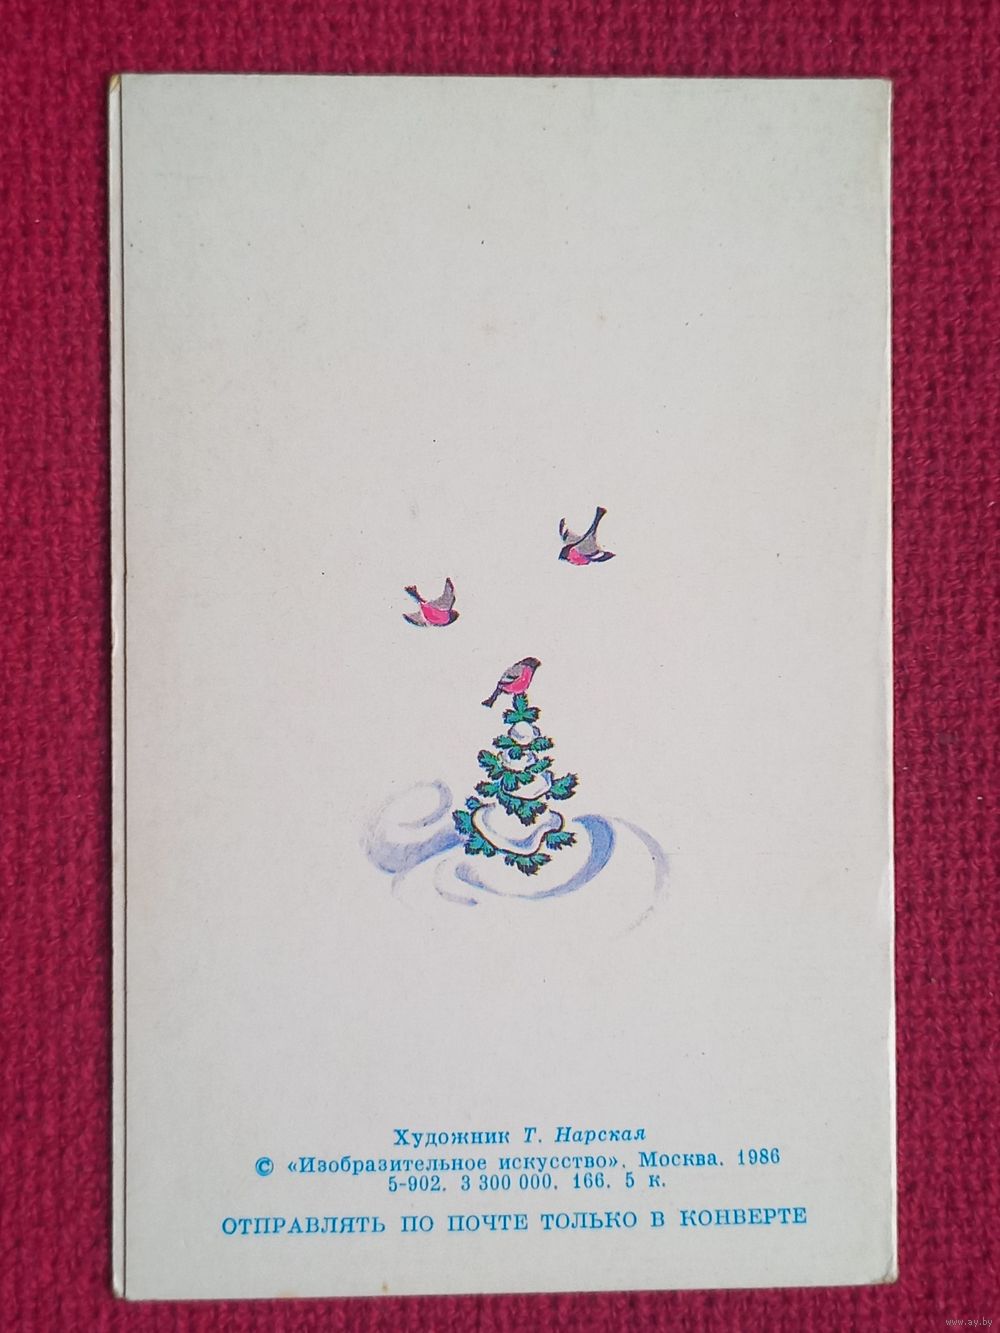 Художник Т. Нарская
© «Изобразительное искусство». Москва. 1986
5-902. 3 300 000. 166. 5 к.
ОТПРАВЛЯТЬ ПО ПОЧТЕ ТОЛЬКО В КОНВЕРТЕ
www.ay.by